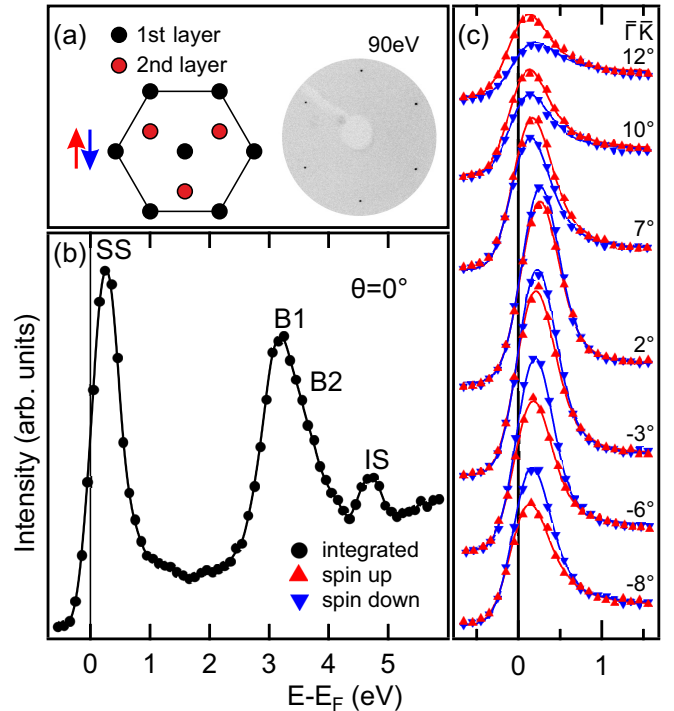 (a)
1st layer
2nd layer
90eV
(b)
SS
θ=0°
B1
B2
IS
integrated
spin up
spin down
Intensity (arb. units)
0 1 2 3 4 5
E-E_F (eV)
(c)
Γ̄ K̄
12°
10°
7°
2°
-3°
-6°
-8°
0 1